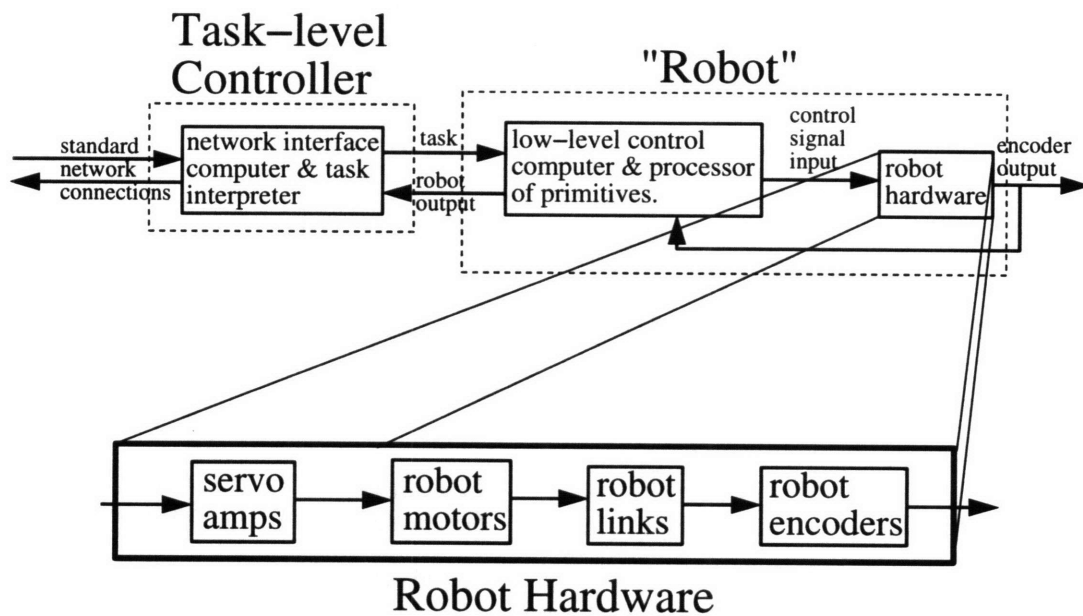 Task–level
Controller
"Robot"
standard
network
connections
network interface
computer & task
interpreter
task
robot
output
low–level control
computer & processor
of primitives.
control
signal
input
robot
hardware
encoder
output
servo
amps
robot
motors
robot
links
robot
encoders
Robot Hardware